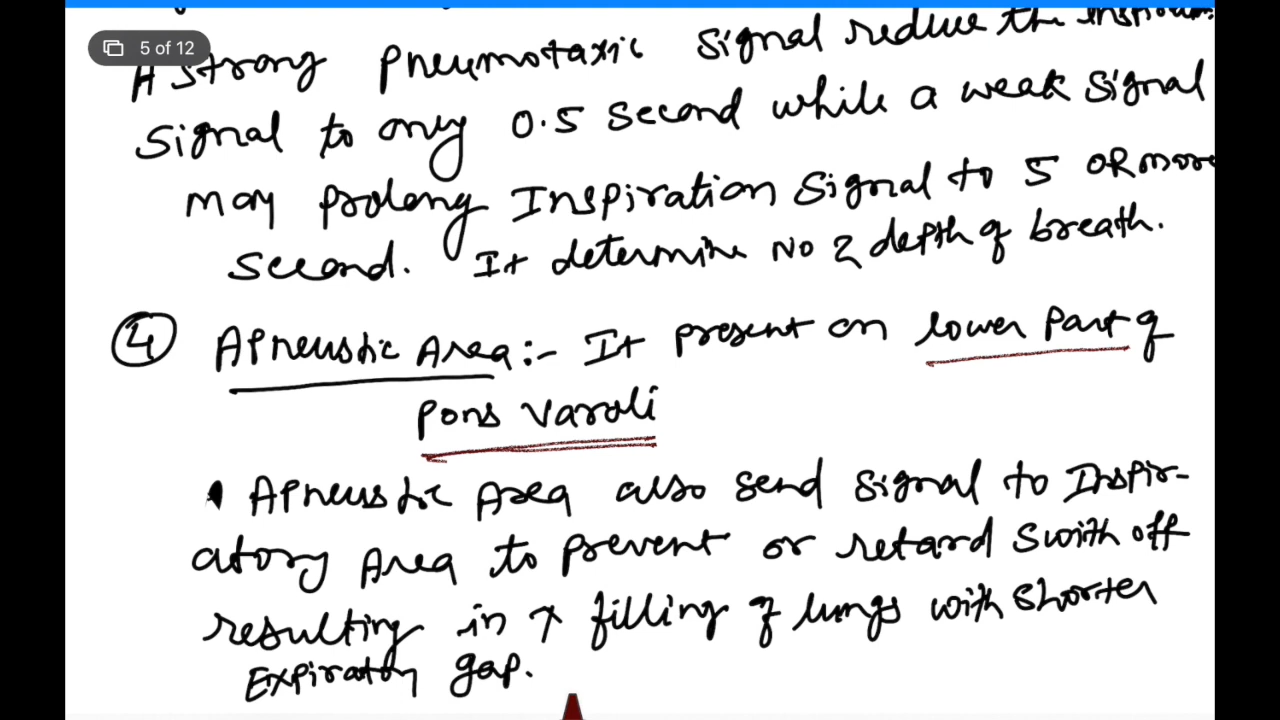 5 of 12
A strong pneumotaxic signal reduce the
signal to only 0.5 second while a weak signal
may prolong Inspiration signal to 5 OR more
second. It determine No & depth of breath.
④ Apneustic Area:- It present on lower part of
Pons Varoli
• Apneustic Area also send signal to Inspir-
atory Area to prevent or retard swith off
resulting in ↑ filling of lungs with shorter
Expiratory gap.